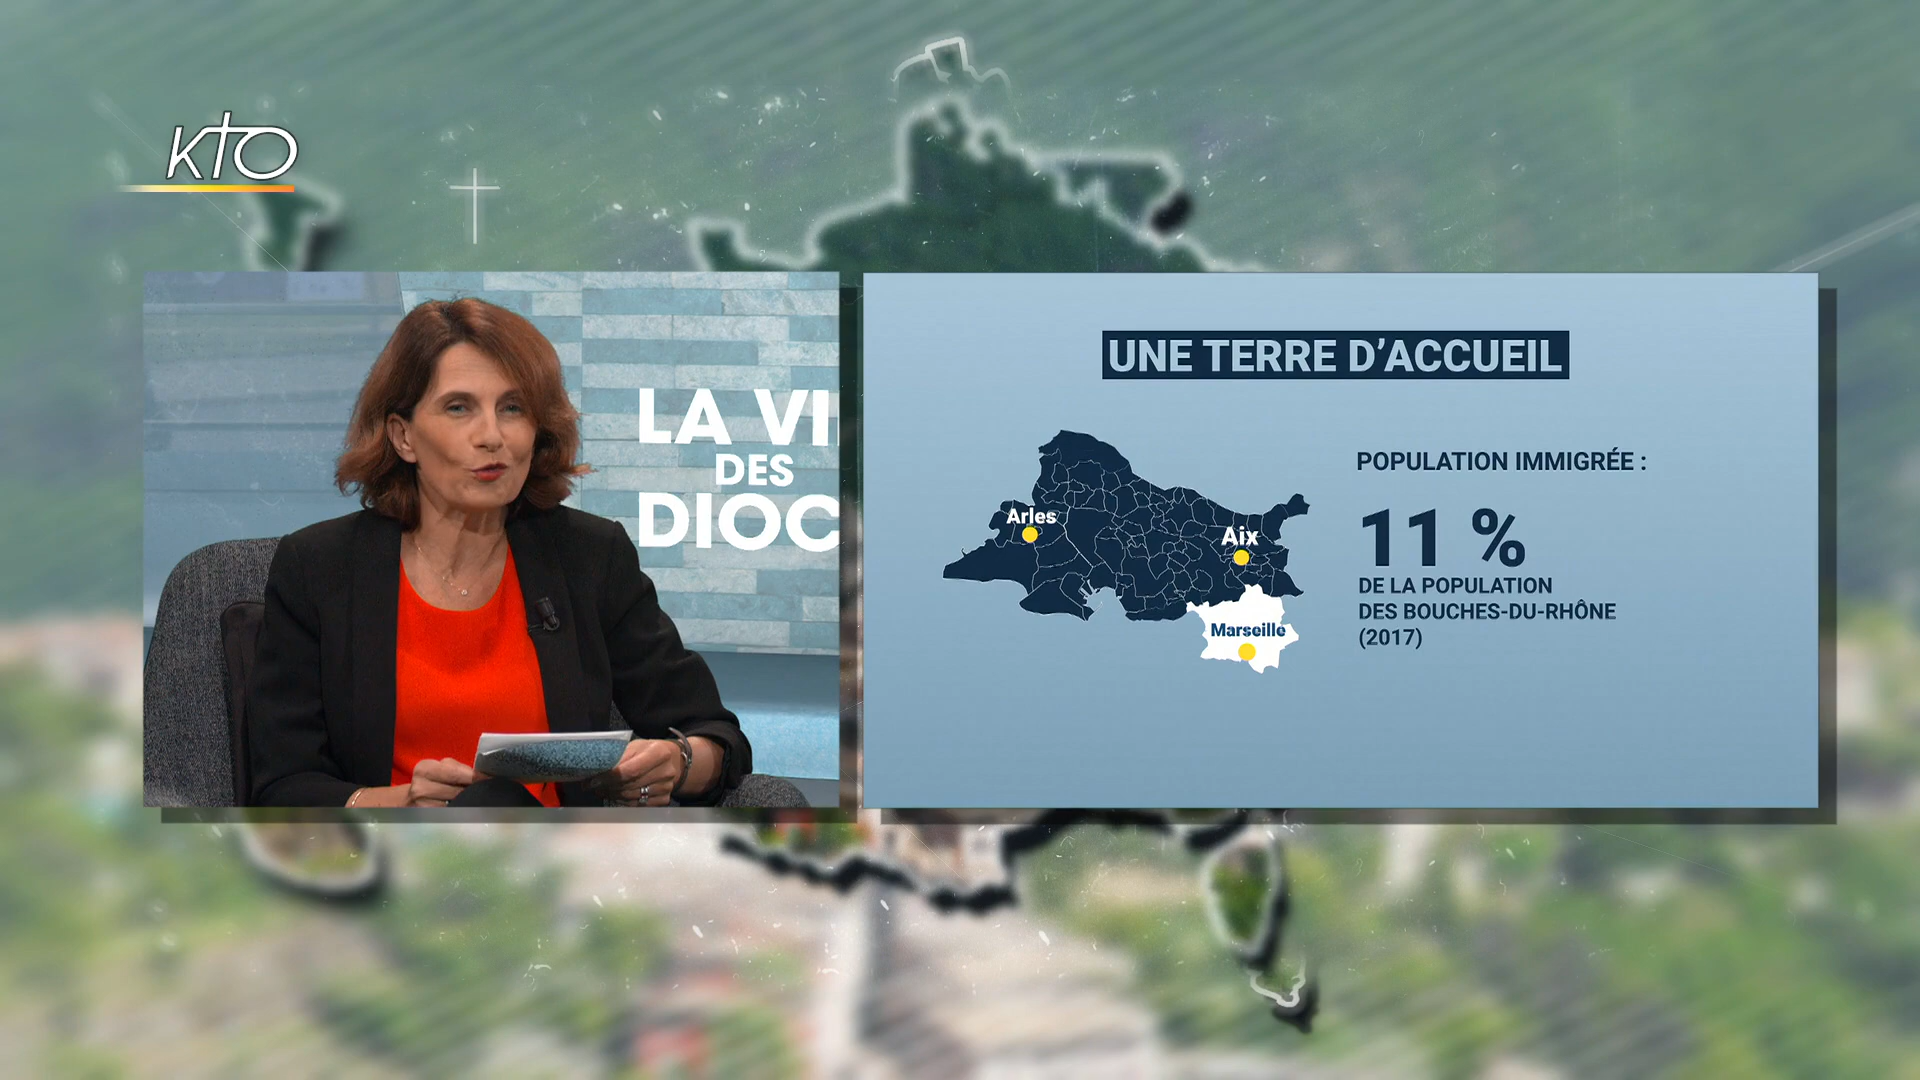 KTO
LA VI
DES
DIOC
UNE TERRE D'ACCUEIL
Arles
Aix
Marseille
POPULATION IMMIGRÉE :
11 %
DE LA POPULATION
DES BOUCHES-DU-RHÔNE
(2017)